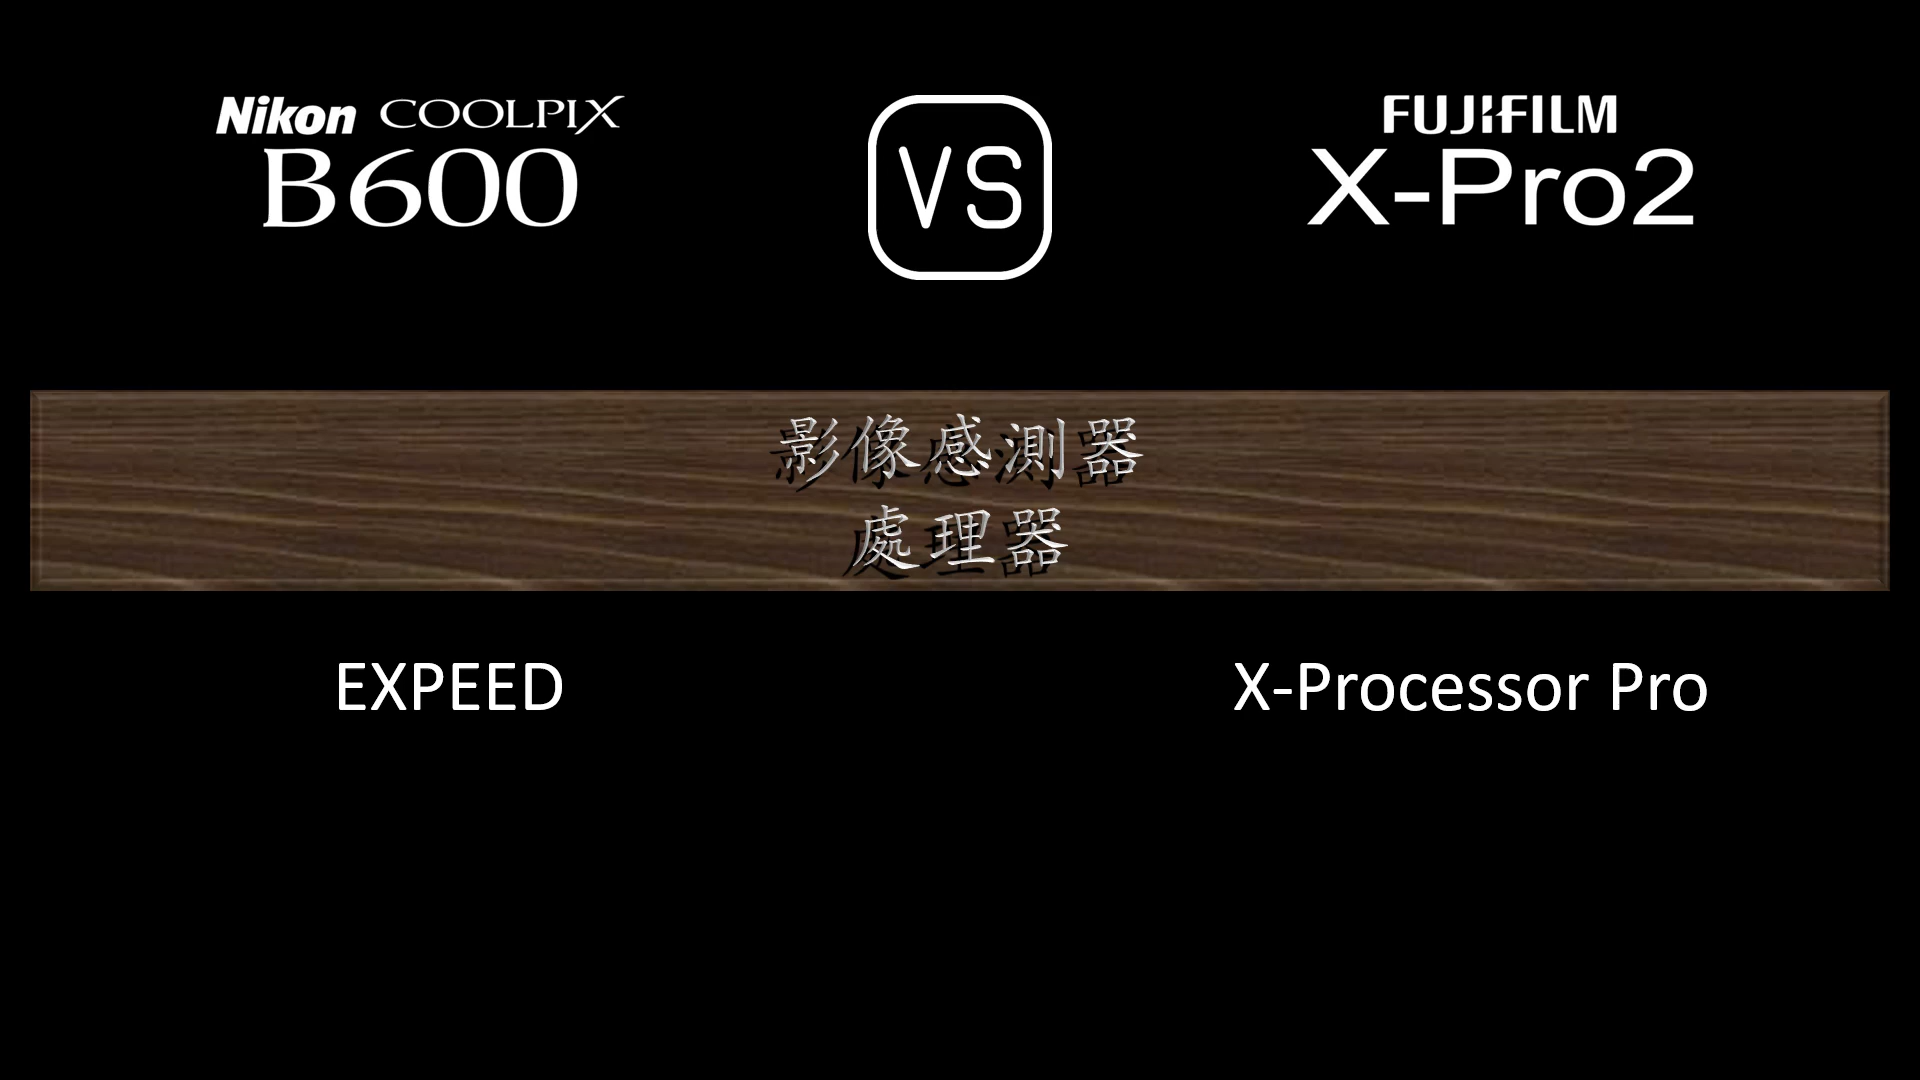 Nikon COOLPIX
B600
VS
FUJIFILM
X-Pro2
影像感測器
處理器
EXPEED
X-Processor Pro